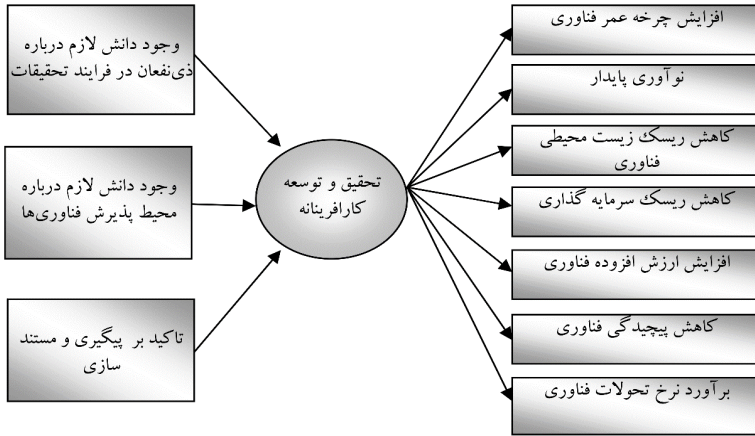 افزایش چرخه عمر فناوری
نوآوری پایدار
کاهش ریسک زیست محیطی
فناوری
کاهش ریسک سرمایه گذاری
افزایش ارزش افزوده فناوری
کاهش پیچیدگی فناوری
برآورد نرخ تحولات فناوری
تحقیق و توسعه
کارافرینانه
وجود دانش لازم درباره
ذی‌نفعان در فرایند تحقیقات
وجود دانش لازم درباره
محیط پذیرش فناوری‌ها
تاکید بر پیگیری و مستند
سازی